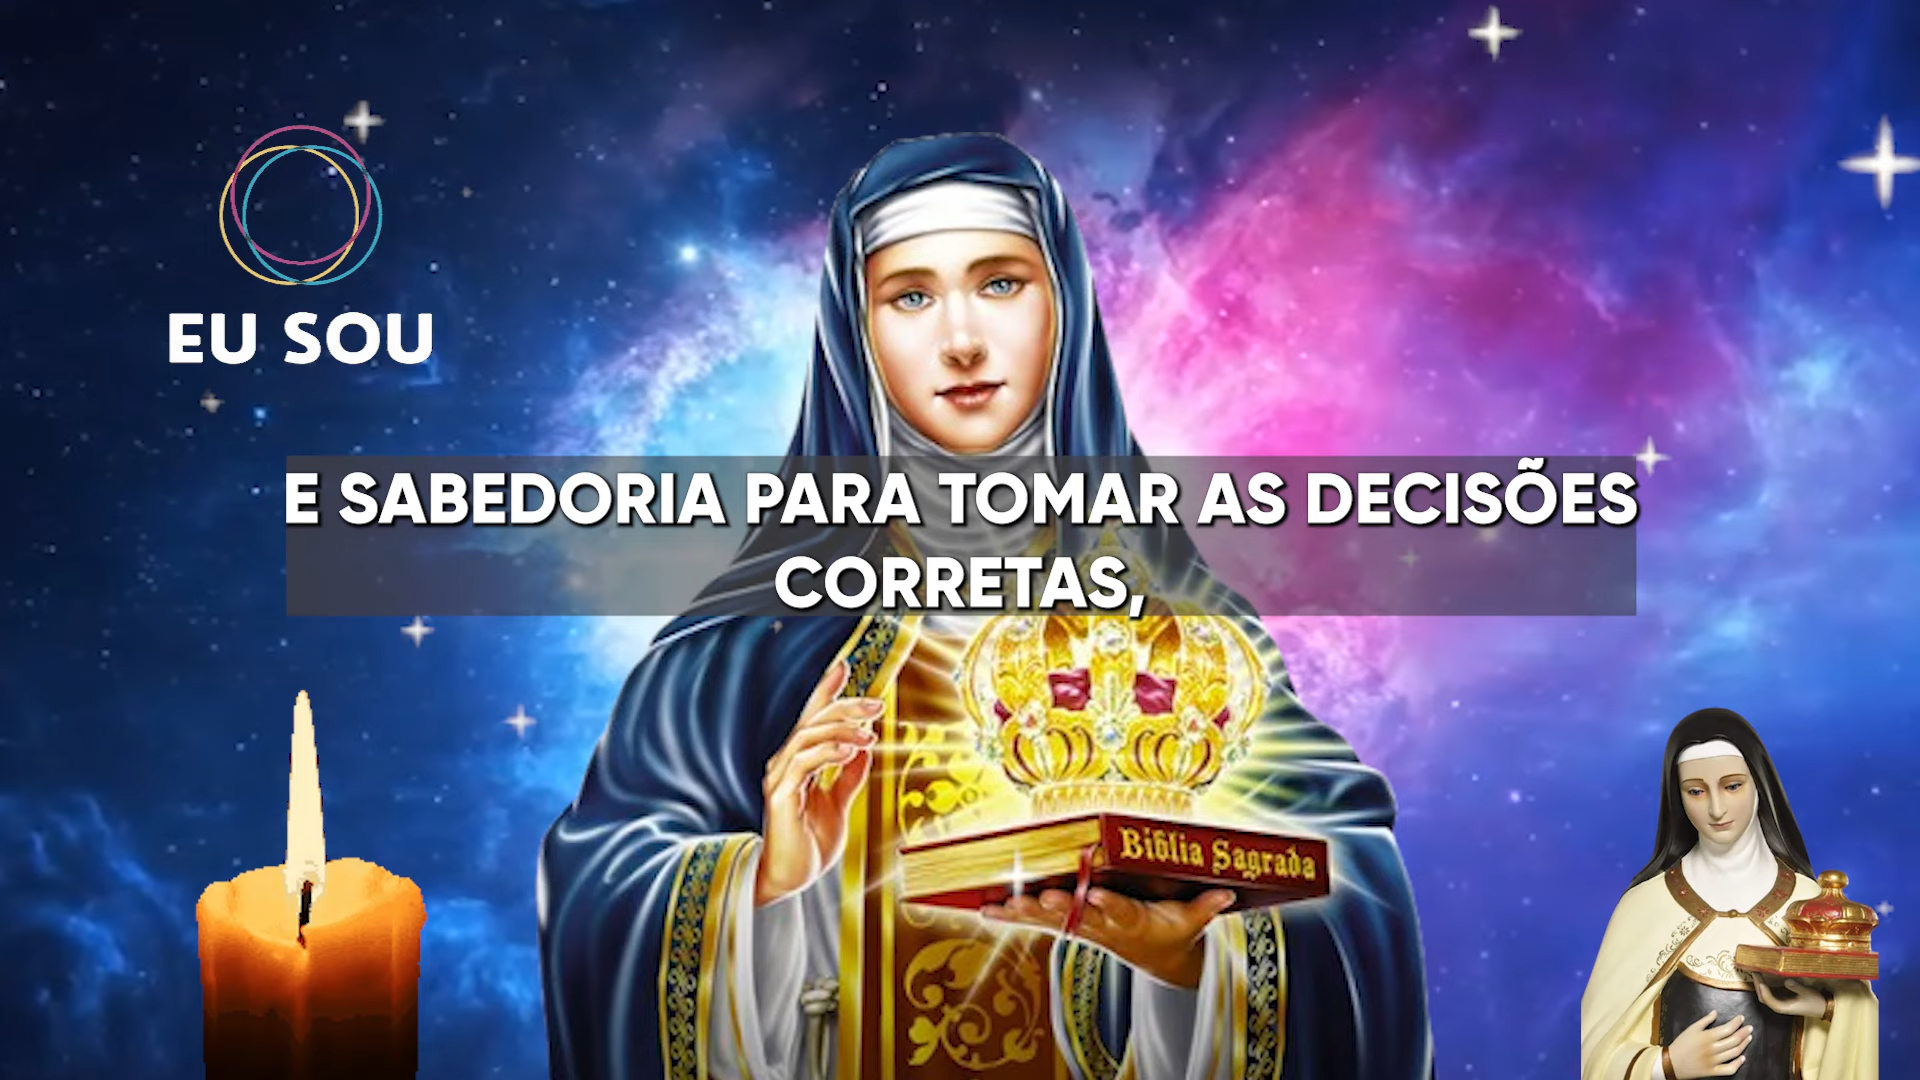 EU SOU
E SABEDORIA PARA TOMAR AS DECISÕES
CORRETAS,
Bíblia Sagrada